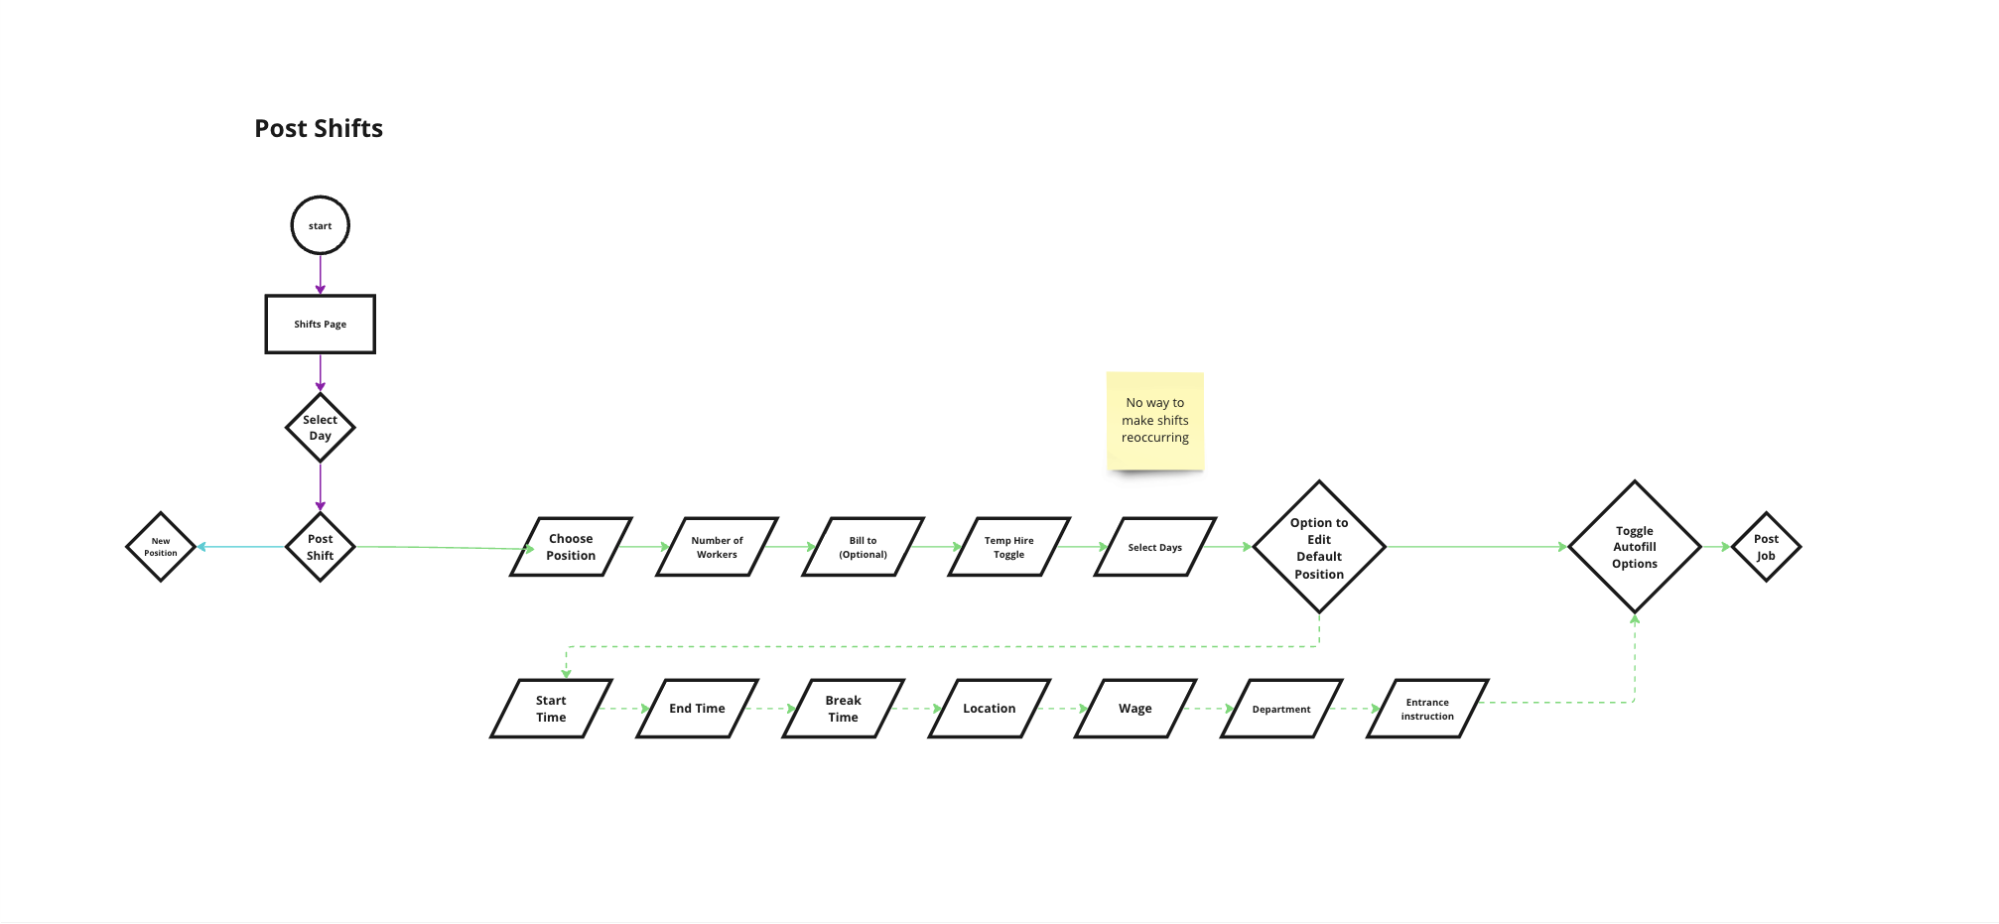 Post Shifts
start
Shifts Page
Select
Day
No way to
make shifts
reoccurring
New
Position
Post
Shift
Choose
Position
Number of
Workers
Bill to
(Optional)
Temp Hire
Toggle
Select Days
Option to
Edit
Default
Position
Toggle
Autofill
Options
Post
Job
Start
Time
End Time
Break
Time
Location
Wage
Department
Entrance
instruction